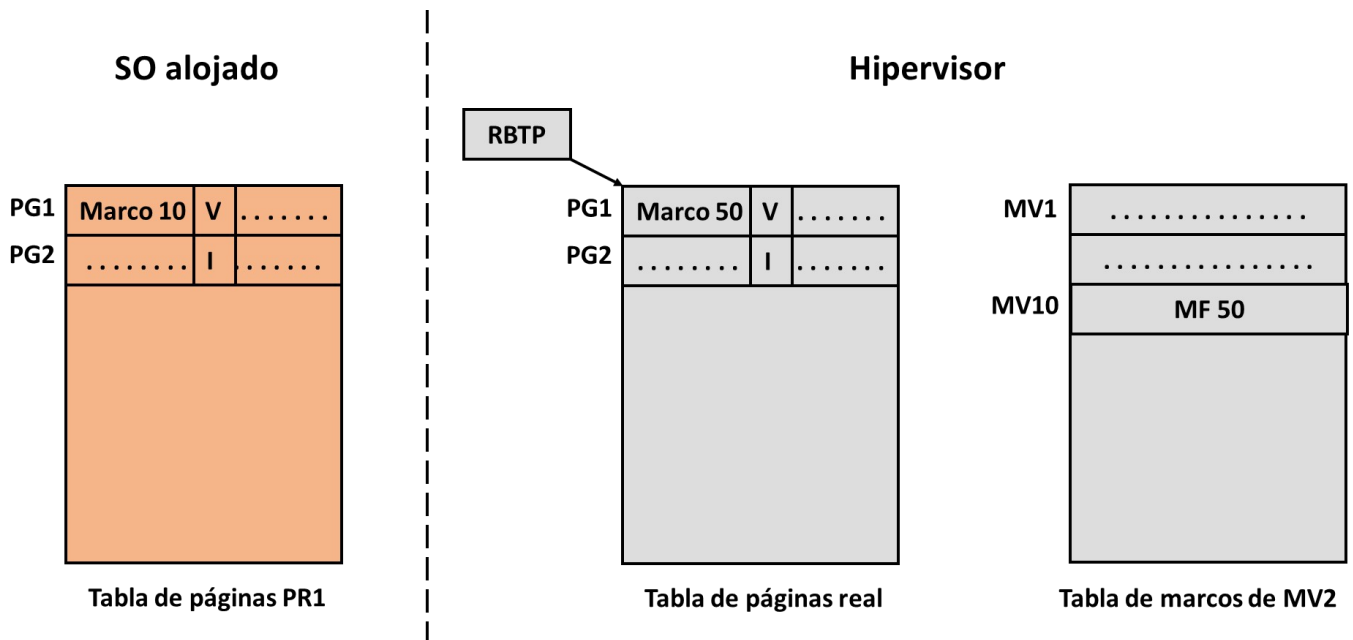 SO alojado
Hipervisor
RBTP
PG1 Marco 10 V .......
PG2 ........ I .......
Tabla de páginas PR1
PG1 Marco 50 V .......
PG2 ........ I .......
Tabla de páginas real
MV1 ...............
................
MV10 MF 50
Tabla de marcos de MV2